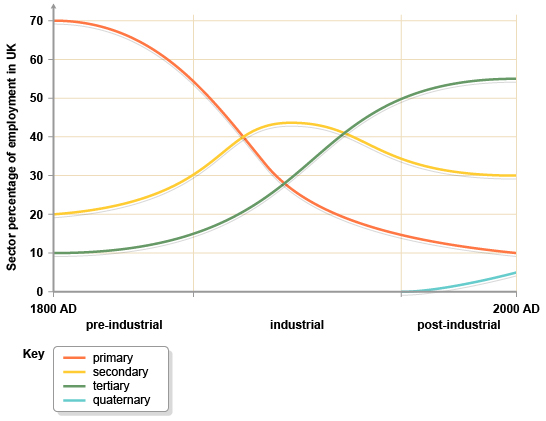 Sector percentage of employment in UK
70
60
50
40
30
20
10
0
1800 AD
2000 AD
pre-industrial
industrial
post-industrial
Key
primary
secondary
tertiary
quaternary